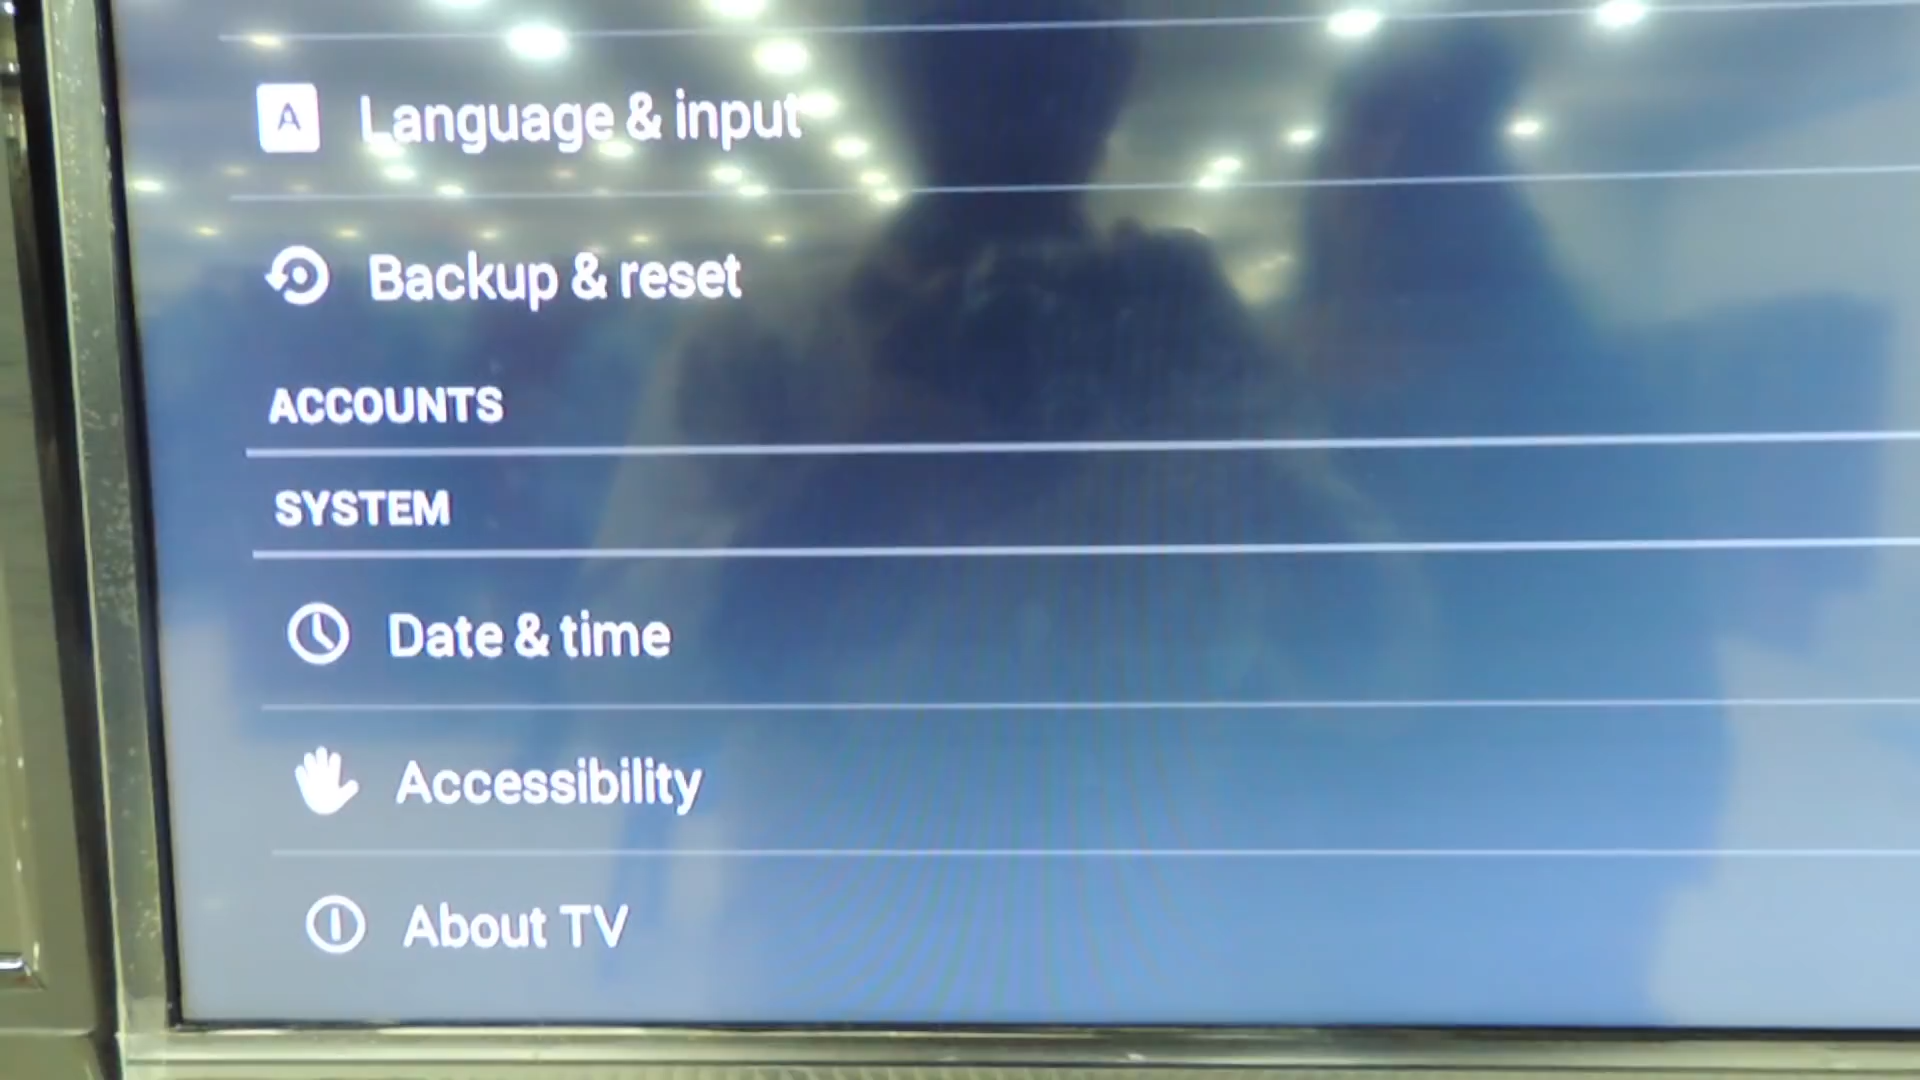 A Language & input
Backup & reset
ACCOUNTS
SYSTEM
Date & time
Accessibility
About TV